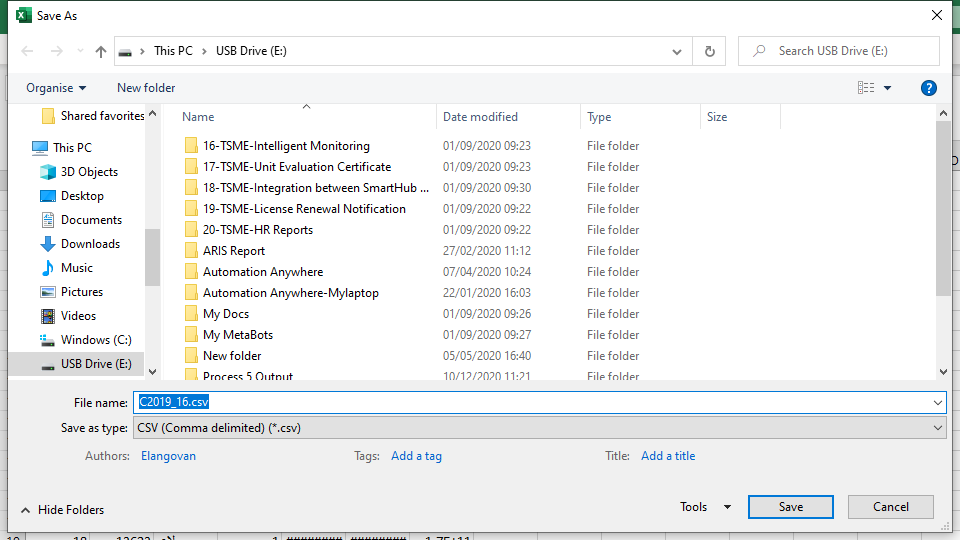 Save As
This PC > USB Drive (E:)
Search USB Drive (E:)
Organise
New folder
?
Shared favorites
This PC
3D Objects
Desktop
Documents
Downloads
Music
Pictures
Videos
Windows (C:)
USB Drive (E:)
Name Date modified Type Size
16-TSME-Intelligent Monitoring 01/09/2020 09:23 File folder
17-TSME-Unit Evaluation Certificate 01/09/2020 09:23 File folder
18-TSME-Integration between SmartHub ... 01/09/2020 09:30 File folder
19-TSME-License Renewal Notification 01/09/2020 09:22 File folder
20-TSME-HR Reports 01/09/2020 09:22 File folder
ARIS Report 27/02/2020 11:12 File folder
Automation Anywhere 07/04/2020 10:24 File folder
Automation Anywhere-Mylaptop 22/01/2020 16:03 File folder
My Docs 01/09/2020 09:26 File folder
My MetaBots 01/09/2020 09:27 File folder
New folder 05/05/2020 16:40 File folder
Process 5 Output 10/12/2020 11:21 File folder
File name: C2019_16.csv
Save as type: CSV (Comma delimited) (*.csv)
Authors: Elangovan Tags: Add a tag Title: Add a title
Hide Folders
Tools
Save
Cancel
1 ######## ######## 1.75+11